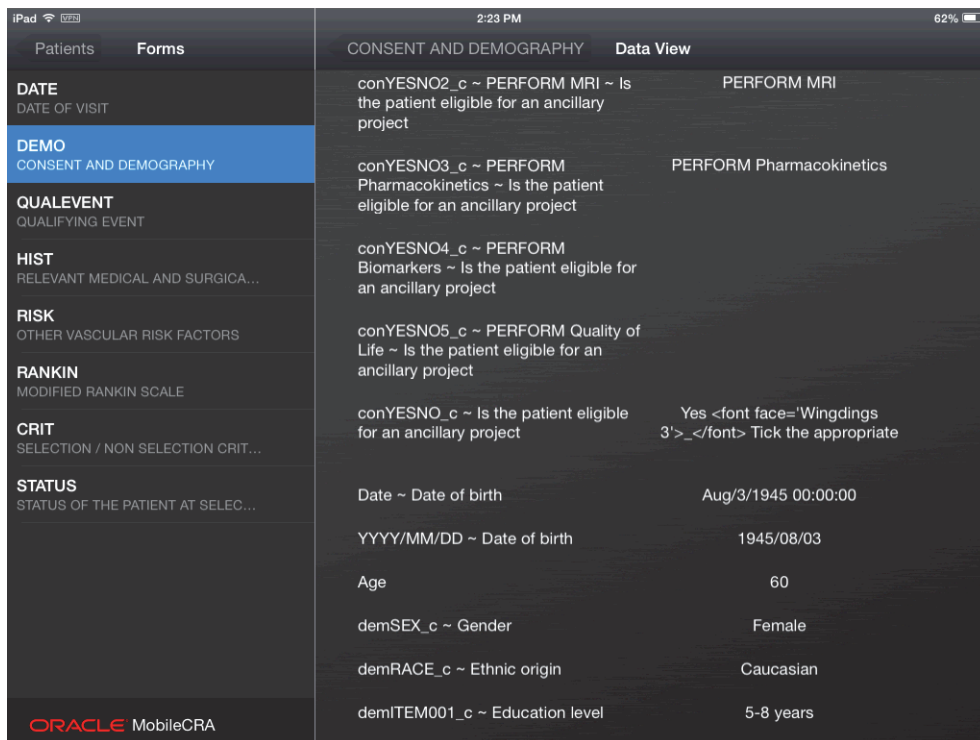 iPad VPN 2:23 PM 62%
Patients Forms
CONSENT AND DEMOGRAPHY Data View
DATE
DATE OF VISIT
DEMO
CONSENT AND DEMOGRAPHY
QUALEVENT
QUALIFYING EVENT
HIST
RELEVANT MEDICAL AND SURGICA...
RISK
OTHER VASCULAR RISK FACTORS
RANKIN
MODIFIED RANKIN SCALE
CRIT
SELECTION / NON SELECTION CRIT...
STATUS
STATUS OF THE PATIENT AT SELEC...
ORACLE MobileCRA
conYESNO2_c ~ PERFORM MRI ~ Is
the patient eligible for an ancillary
project
PERFORM MRI
conYESNO3_c ~ PERFORM
Pharmacokinetics ~ Is the patient
eligible for an ancillary project
PERFORM Pharmacokinetics
conYESNO4_c ~ PERFORM
Biomarkers ~ Is the patient eligible for
an ancillary project
conYESNO5_c ~ PERFORM Quality of
Life ~ Is the patient eligible for an
ancillary project
conYESNO_c ~ Is the patient eligible
for an ancillary project
Yes <font face='Wingdings
3'>_</font> Tick the appropriate
Date ~ Date of birth Aug/3/1945 00:00:00
YYYY/MM/DD ~ Date of birth 1945/08/03
Age 60
demSEX_c ~ Gender Female
demRACE_c ~ Ethnic origin Caucasian
demITEM001_c ~ Education level 5-8 years